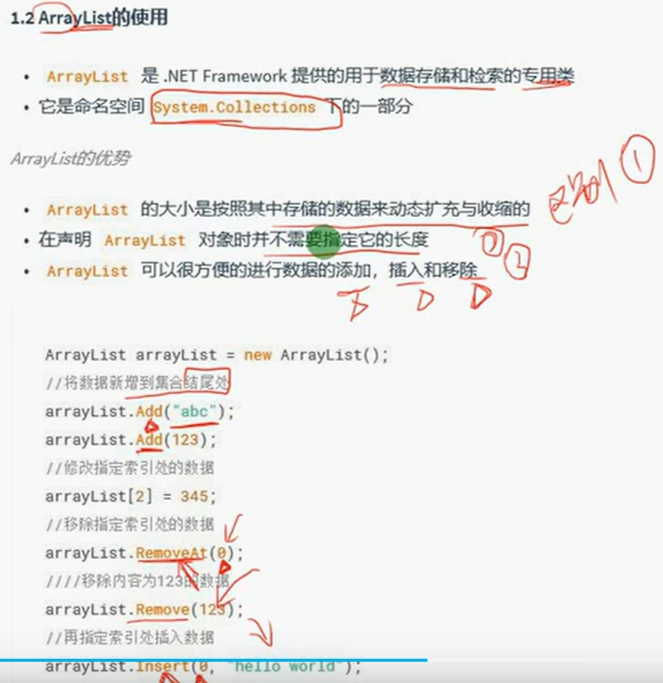 1.2 ArrayList的使用
• ArrayList 是 .NET Framework 提供的用于数据存储和检索的专用类
• 它是命名空间 System.Collections 下的一部分
ArrayList的优势
区别 ①
• ArrayList 的大小是按照其中存储的数据来动态扩充与收缩的
• 在声明 ArrayList 对象时并不需要指定它的长度
• ArrayList 可以很方便的进行数据的添加，插入和移除
ArrayList arrayList = new ArrayList();
//将数据新增到集合结尾处
arrayList.Add("abc");
arrayList.Add(123);
//修改指定索引处的数据
arrayList[2] = 345;
//移除指定索引处的数据
arrayList.RemoveAt(0);
////移除内容为123的数据
arrayList.Remove(123);
//再指定索引处插入数据
arrayList.Insert(0, "hello world");